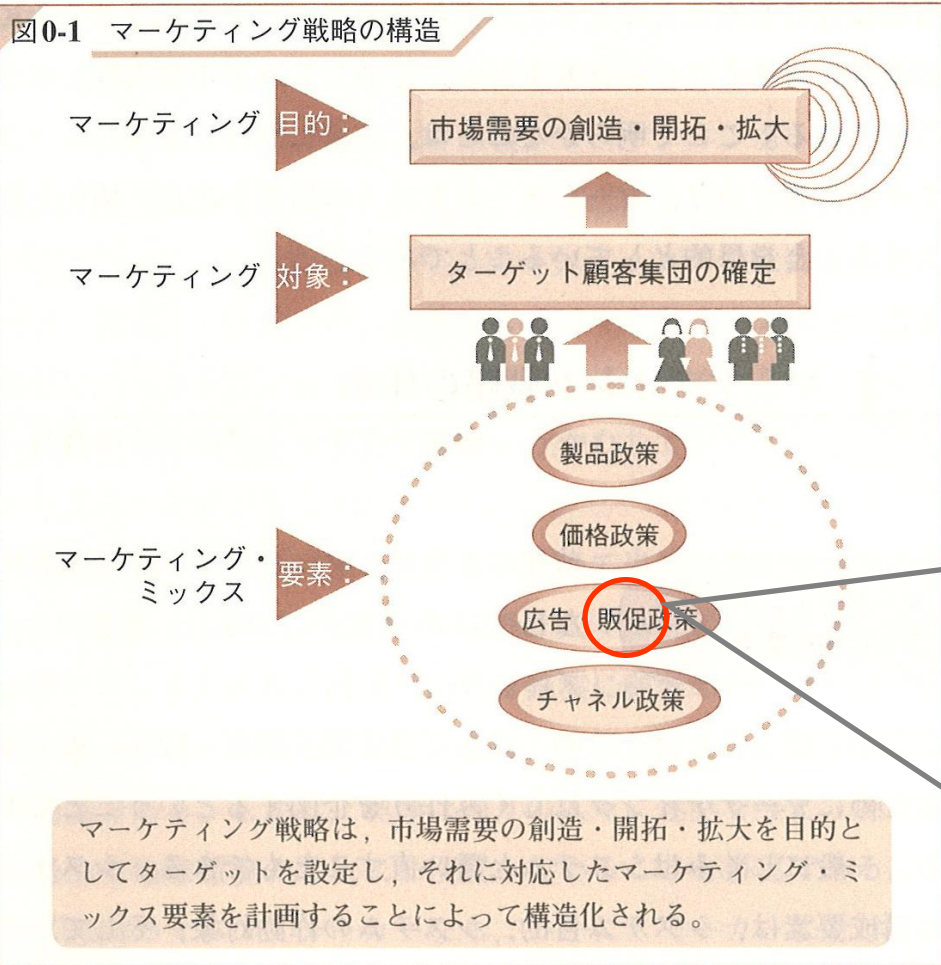 図0-1 マーケティング戦略の構造
マーケティング 目的：
市場需要の創造・開拓・拡大
マーケティング 対象：
ターゲット顧客集団の確定
製品政策
価格政策
マーケティング・
ミックス
要素：
広告 販促政策
チャネル政策
マーケティング戦略は，市場需要の創造・開拓・拡大を目的と
してターゲットを設定し，それに対応したマーケティング・ミ
ックス要素を計画することによって構造化される。